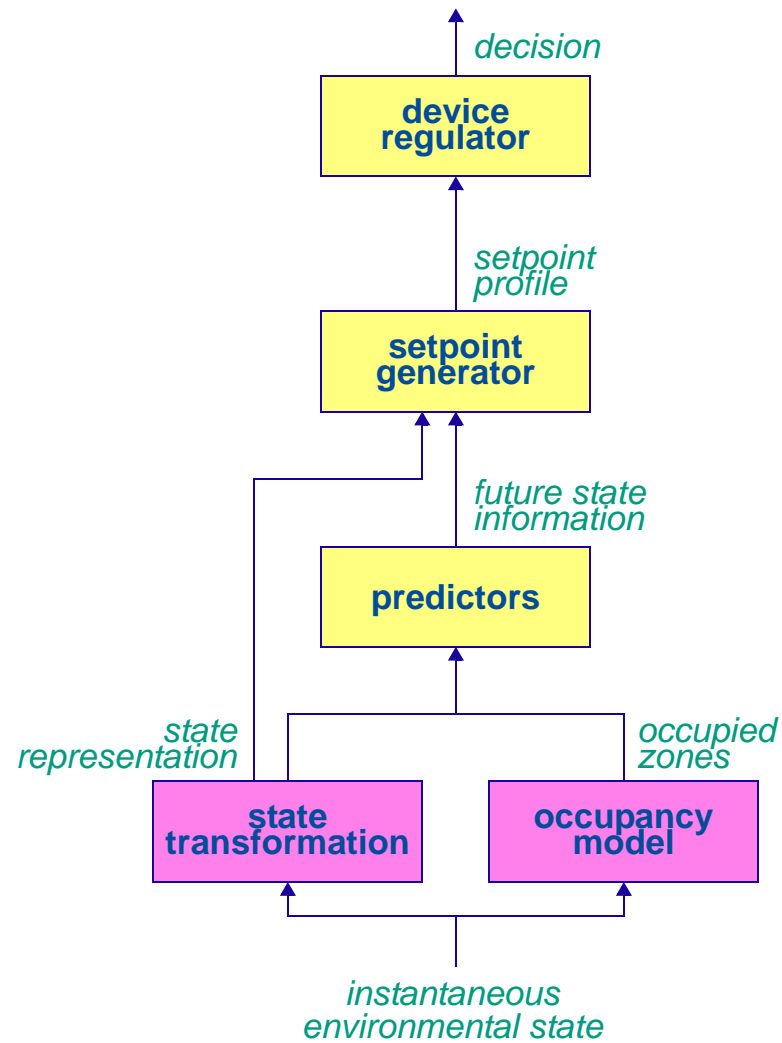 decision
device
regulator
setpoint
profile
setpoint
generator
future state
information
predictors
state
representation
occupied
zones
state
transformation
occupancy
model
instantaneous
environmental state